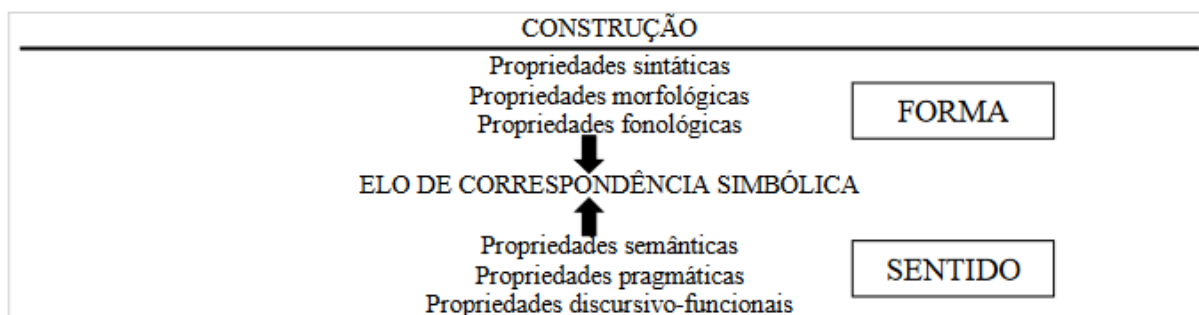 CONSTRUÇÃO
Propriedades sintáticas
Propriedades morfológicas
FORMA
Propriedades fonológicas
ELO DE CORRESPONDÊNCIA SIMBÓLICA
Propriedades semânticas
Propriedades pragmáticas
SENTIDO
Propriedades discursivo-funcionais